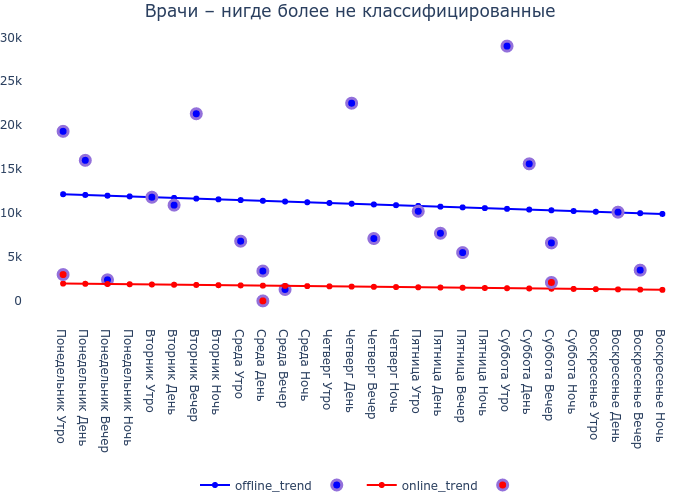 Врачи – нигде более не классифицированные
30k
25k
20k
15k
10k
5k
0
Понедельник Утро
Понедельник День
Понедельник Вечер
Понедельник Ночь
Вторник Утро
Вторник День
Вторник Вечер
Вторник Ночь
Среда Утро
Среда День
Среда Вечер
Среда Ночь
Четверг Утро
Четверг День
Четверг Вечер
Четверг Ночь
Пятница Утро
Пятница День
Пятница Вечер
Пятница Ночь
Суббота Утро
Суббота День
Суббота Вечер
Суббота Ночь
Воскресенье Утро
Воскресенье День
Воскресенье Вечер
Воскресенье Ночь
offline_trend online_trend